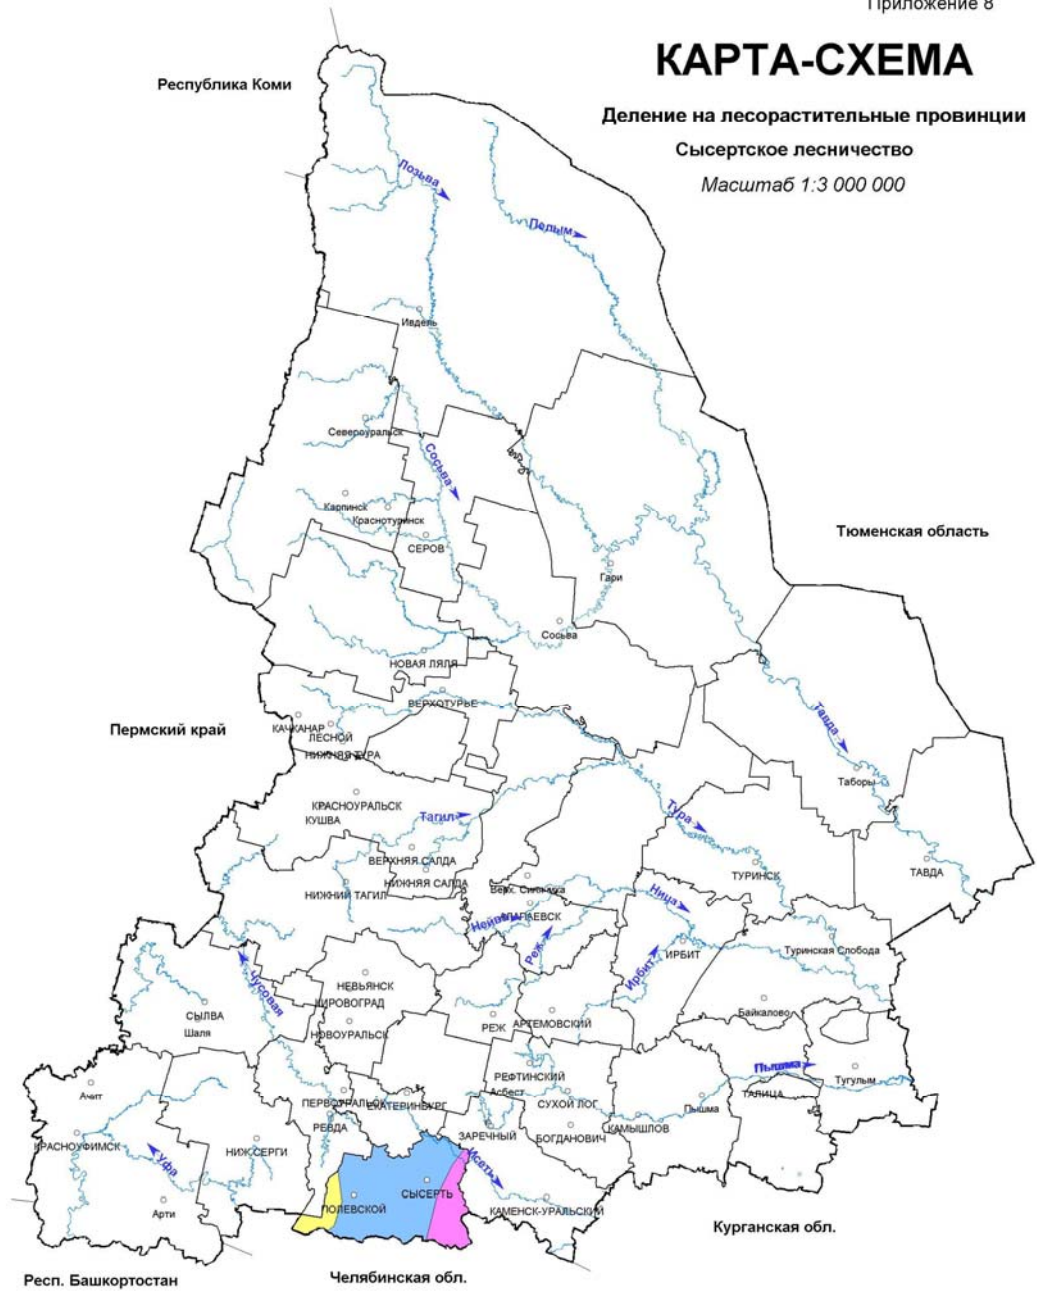 Приложение 8
КАРТА-СХЕМА
Деление на лесорастительные провинции
Сысертское лесничество
Масштаб 1:3 000 000
Республика Коми
Лозьва
Пелым
Ивдель
Североуральск
Сосьва
Карпинск
Краснотурьинск
СЕРОВ
Тюменская область
Гари
Сосьва
НОВАЯ ЛЯЛЯ
ВЕРХОТУРЬЕ
Пермский край
КАЧКАНАР
ЛЕСНОЙ
НИЖНЯЯ ТУРА
Тавда
Таборы
КРАСНОУРАЛЬСК
КУШВА
Тагил
Тура
ВЕРХНЯЯ САЛДА
НИЖНЯЯ САЛДА
НИЖНИЙ ТАГИЛ
ТУРИНСК
ТАВДА
Верх. Синячиха
Ница
Нейва
АЛАПАЕВСК
Реж
Ирбит
ИРБИТ
Туринская Слобода
Чусовая
НЕВЬЯНСК
КИРОВОГРАД
СЫЛВА
Шаля
НОВОУРАЛЬСК
РЕЖ
АРТЕМОВСКИЙ
Байкалово
Пышма
Тугулым
ТАЛИЦА
РЕФТИНСКИЙ
Асбест
СУХОЙ ЛОГ
Пышма
Ачит
ПЕРВОУРАЛЬСК
ЕКАТЕРИНБУРГ
РЕВДА
ЗАРЕЧНЫЙ
БОГДАНОВИЧ
КАМЫШЛОВ
КРАСНОУФИМСК
Уфа
НИЖ.СЕРГИ
Исеть
СЫСЕРТЬ
ПОЛЕВСКОЙ
Арти
КАМЕНСК-УРАЛЬСКИЙ
Курганская обл.
Респ. Башкортостан
Челябинская обл.